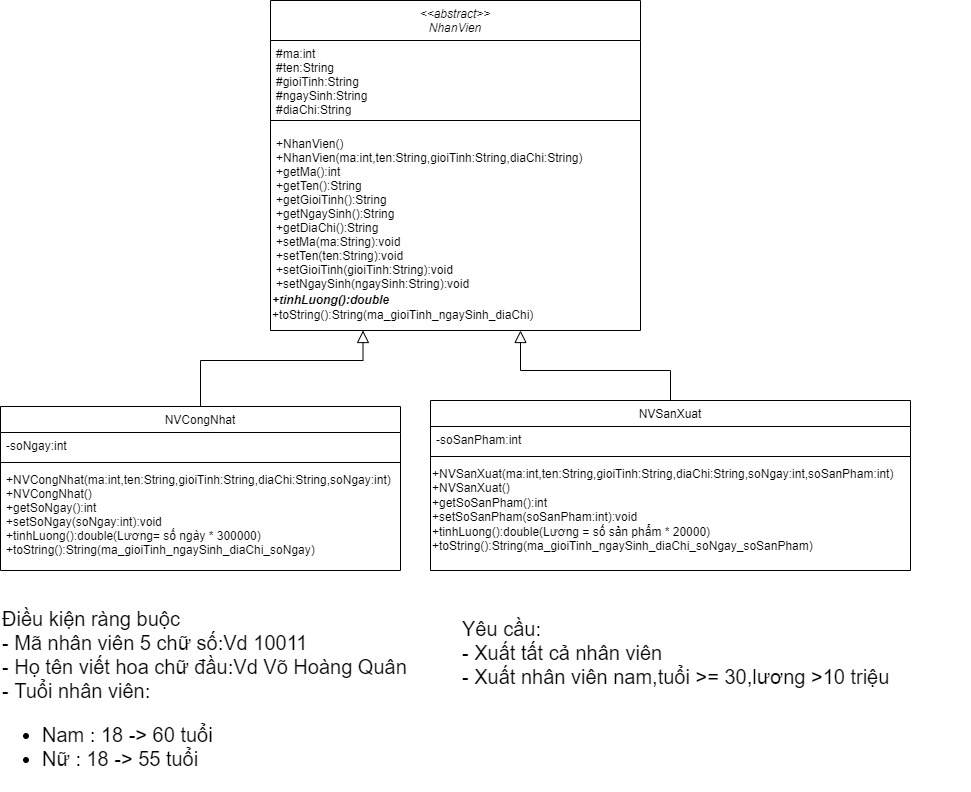 <<abstract>>
NhanVien
#ma:int
#ten:String
#gioiTinh:String
#ngaySinh:String
#diaChi:String
+NhanVien()
+NhanVien(ma:int,ten:String,gioiTinh:String,diaChi:String)
+getMa():int
+getTen():String
+getGioiTinh():String
+getNgaySinh():String
+getDiaChi():String
+setMa(ma:String):void
+setTen(ten:String):void
+setGioiTinh(gioiTinh:String):void
+setNgaySinh(ngaySinh:String):void
+tinhLuong():double
+toString():String(ma_gioiTinh_ngaySinh_diaChi)
NVCongNhat
-soNgay:int
+NVCongNhat(ma:int,ten:String,gioiTinh:String,diaChi:String,soNgay:int)
+NVCongNhat()
+getSoNgay():int
+setSoNgay(soNgay:int):void
+tinhLuong():double(Lương= số ngày * 300000)
+toString():String(ma_gioiTinh_ngaySinh_diaChi_soNgay)
NVSanXuat
-soSanPham:int
+NVSanXuat(ma:int,ten:String,gioiTinh:String,diaChi:String,soNgay:int,soSanPham:int)
+NVSanXuat()
+getSoSanPham():int
+setSoSanPham(soSanPham:int):void
+tinhLuong():double(Lương = số sản phẩm * 20000)
+toString():String(ma_gioiTinh_ngaySinh_diaChi_soNgay_soSanPham)
Điều kiện ràng buộc
- Mã nhân viên 5 chữ số:Vd 10011
- Họ tên viết hoa chữ đầu:Vd Võ Hoàng Quân
- Tuổi nhân viên:
• Nam : 18 -> 60 tuổi
• Nữ : 18 -> 55 tuổi
Yêu cầu:
- Xuất tất cả nhân viên
- Xuất nhân viên nam,tuổi >= 30,lương >10 triệu